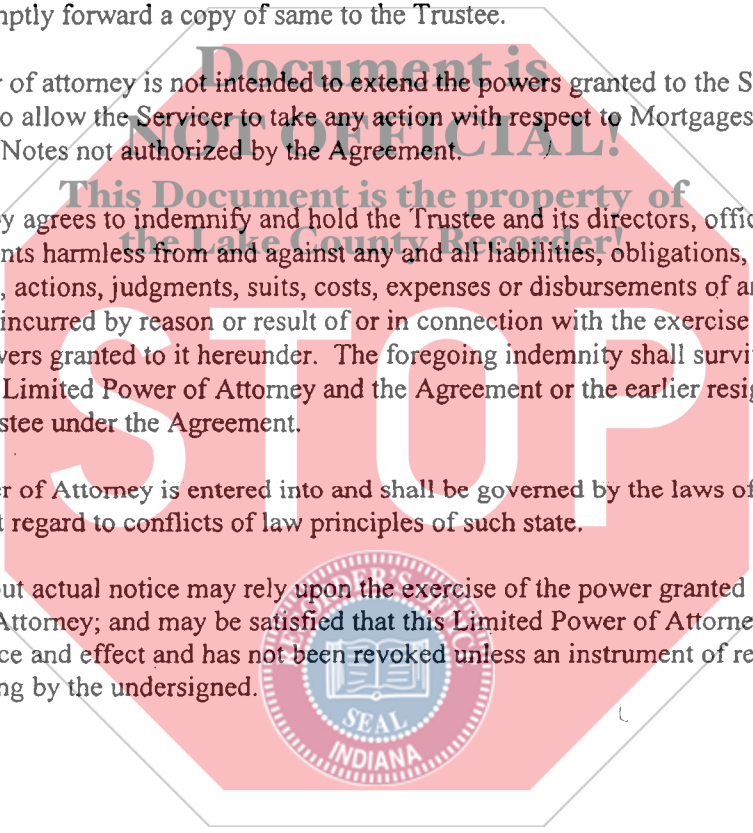 nptly forward a copy of same to the Trustee.
Document is
r of attorney is not intended to extend the powers granted to the S
o allow the Servicer to take any action with respect to Mortgages
NOT OFFICIAL!
Notes not authorized by the Agreement.
This Document is the property of
y agrees to indemnify and hold the Trustee and its directors, offic
the Lake County Recorder!
nts harmless from and against any and all liabilities, obligations,
, actions, judgments, suits, costs, expenses or disbursements of a
incurred by reason or result of or in connection with the exercise
vers granted to it hereunder. The foregoing indemnity shall survi
Limited Power of Attorney and the Agreement or the earlier resig
stee under the Agreement.
STOP
r of Attorney is entered into and shall be governed by the laws of
t regard to conflicts of law principles of such state.
out actual notice may rely upon the exercise of the power granted
Attorney; and may be satisfied that this Limited Power of Attorne
ce and effect and has not been revoked unless an instrument of re
ng by the undersigned.
RECORDER'S OFFICE
SEAL
INDIANA